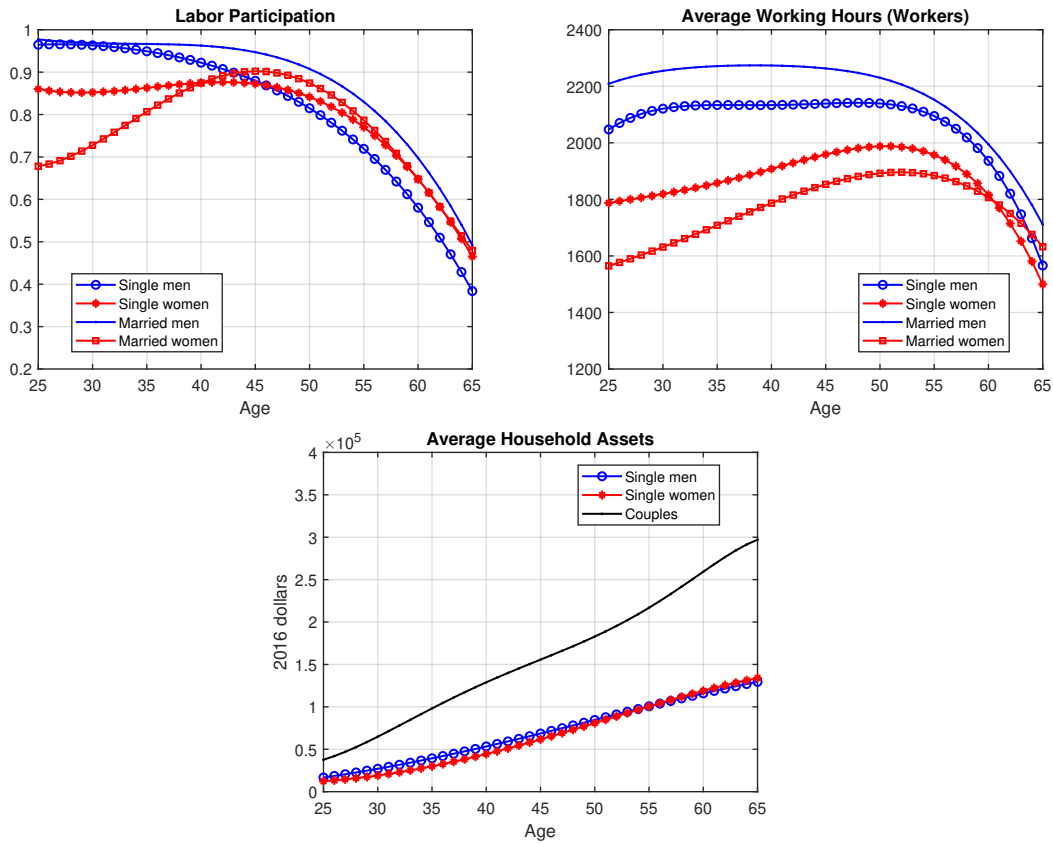 Labor Participation
1
0.9
0.8
0.7
0.6
0.5
0.4
0.3
0.2
25 30 35 40 45 50 55 60 65
Age
Single men
Single women
Married men
Married women
Average Working Hours (Workers)
2400
2200
2000
1800
1600
1400
1200
25 30 35 40 45 50 55 60 65
Age
Single men
Single women
Married men
Married women
Average Household Assets
×10^5
4
3.5
3
2.5
2
1.5
1
0.5
0
2016 dollars
25 30 35 40 45 50 55 60 65
Age
Single men
Single women
Couples